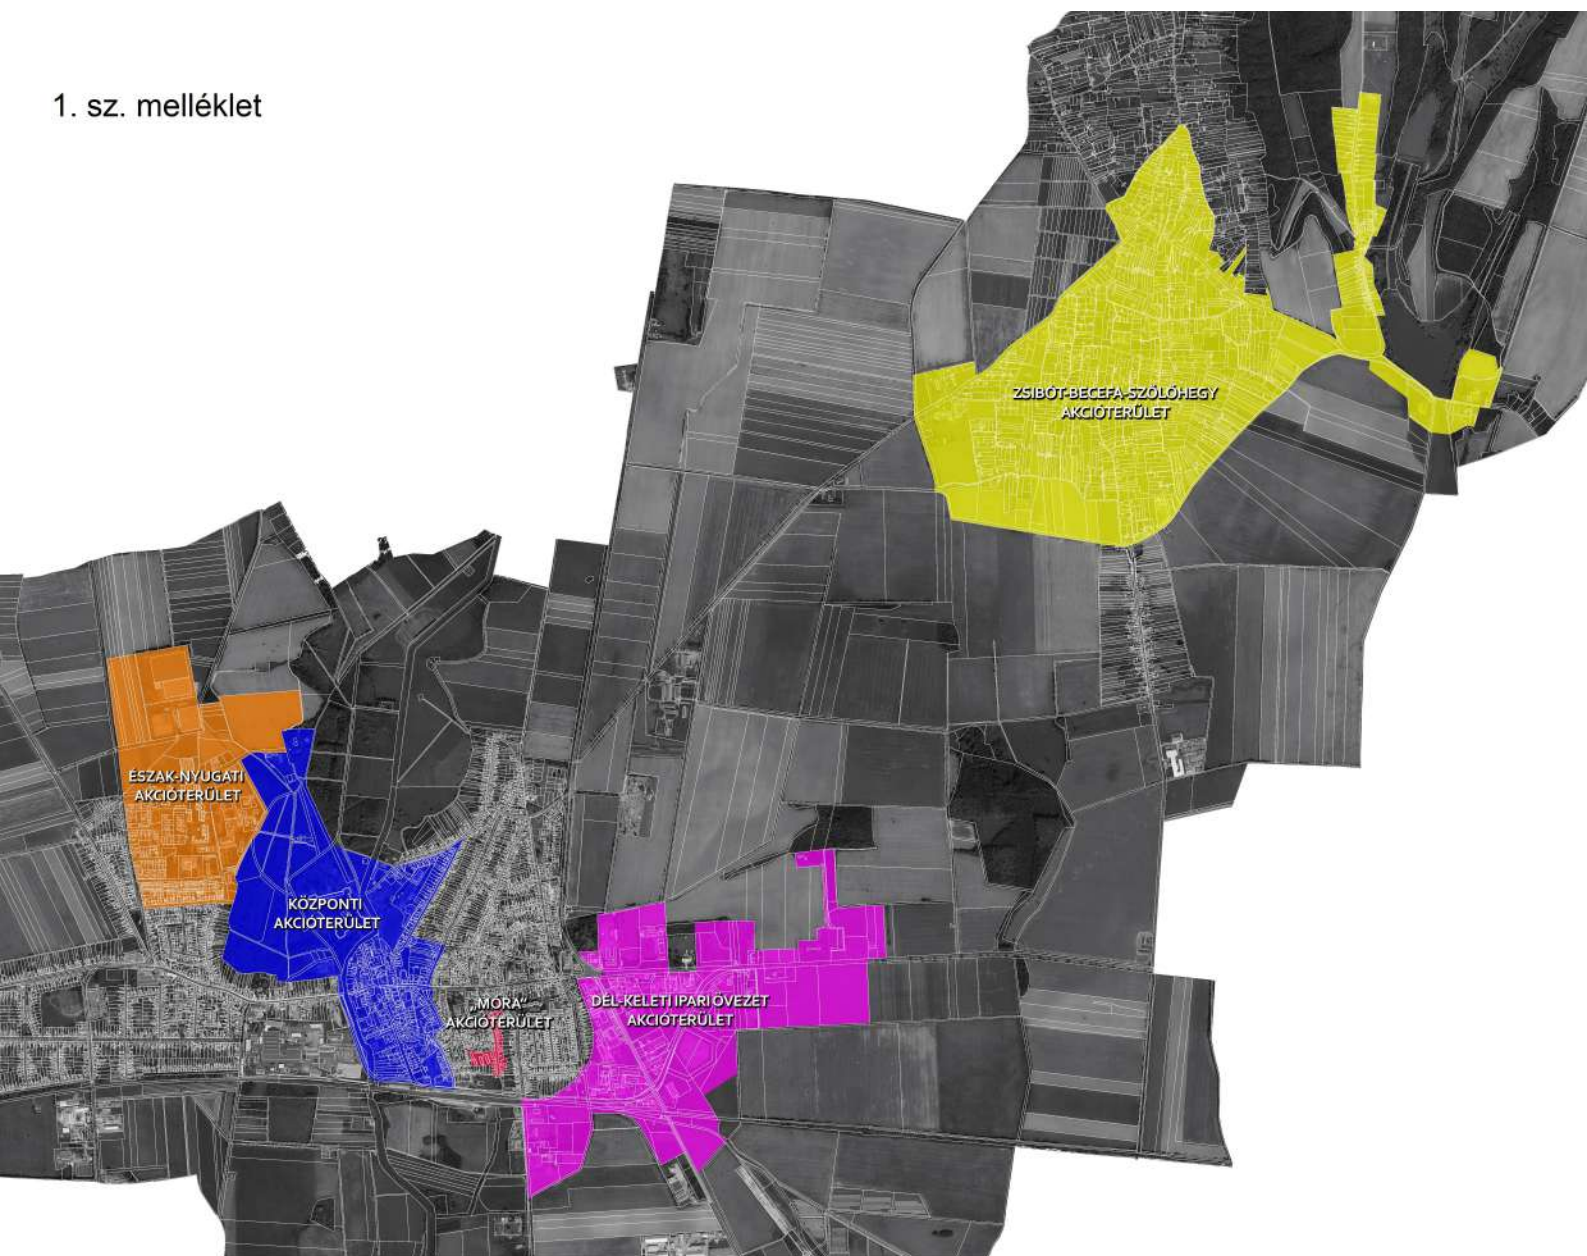 1. sz. melléklet
ZSIBÓT-BECEFA-SZŐLŐHEGY
AKCIÓTERÜLET
ÉSZAK-NYUGATI
AKCIÓTERÜLET
KÖZPONTI
AKCIÓTERÜLET
„MÓRA”
AKCIÓTERÜLET
DÉL-KELETI IPARI ÖVEZET
AKCIÓTERÜLET